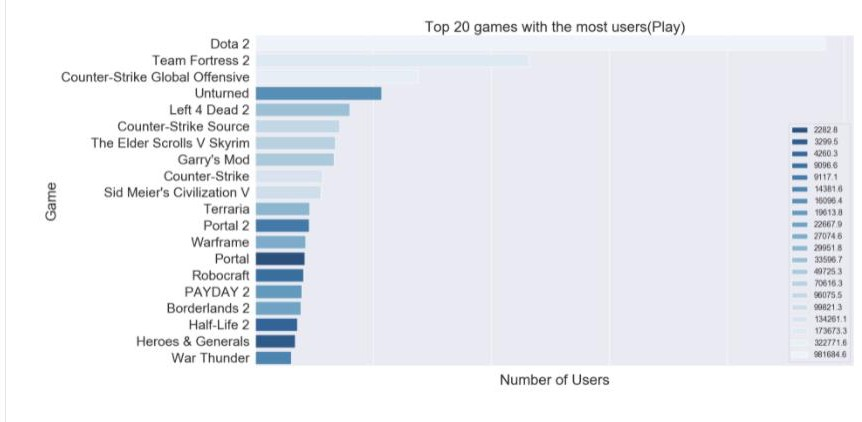 Top 20 games with the most users(Play)
Dota 2
Team Fortress 2
Counter-Strike Global Offensive
Unturned
Left 4 Dead 2
Counter-Strike Source
The Elder Scrolls V Skyrim
Garry's Mod
Counter-Strike
Sid Meier's Civilization V
Terraria
Portal 2
Warframe
Portal
Robocraft
PAYDAY 2
Borderlands 2
Half-Life 2
Heroes & Generals
War Thunder
Game
Number of Users
2282.8
3299.5
4260.3
9096.6
9117.1
14381.6
16096.4
19613.8
22667.9
27074.6
29951.8
33596.7
49725.3
70616.3
96075.5
99821.3
134261.1
173673.3
322771.6
981684.6